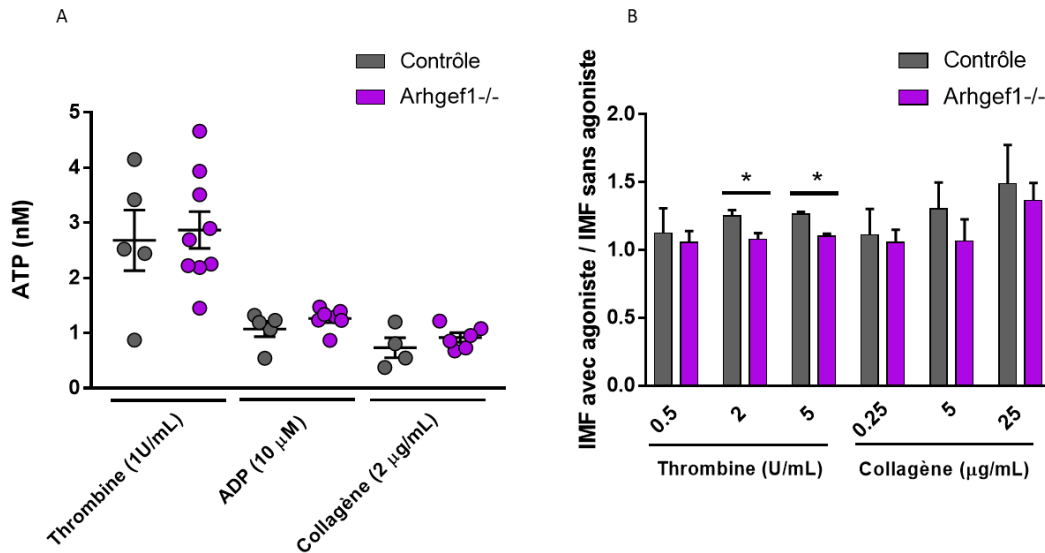 A
Contrôle
Arhgef1-/-
ATP (nM)
5
4
3
2
1
0
Thrombine (1U/mL)
ADP (10 µM)
Collagène (2 µg/mL)
B
Contrôle
Arhgef1-/-
IMF avec agoniste / IMF sans agoniste
2.0
1.5
1.0
0.5
0.0
* *
0.5 2 5 0.25 5 25
Thrombine (U/mL) Collagène (µg/mL)